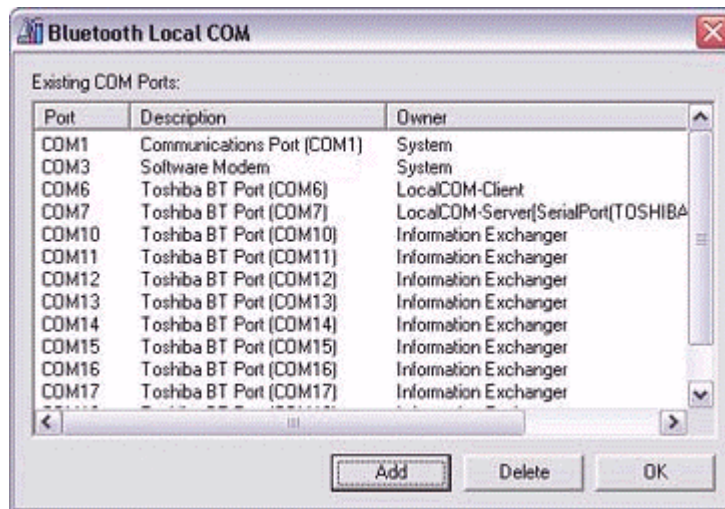 Bluetooth Local COM
Existing COM Ports:
Port Description Owner
COM1 Communications Port (COM1) System
COM3 Software Modem System
COM6 Toshiba BT Port (COM6) LocalCOM-Client
COM7 Toshiba BT Port (COM7) LocalCOM-Server(SerialPort(TOSHIBA
COM10 Toshiba BT Port (COM10) Information Exchanger
COM11 Toshiba BT Port (COM11) Information Exchanger
COM12 Toshiba BT Port (COM12) Information Exchanger
COM13 Toshiba BT Port (COM13) Information Exchanger
COM14 Toshiba BT Port (COM14) Information Exchanger
COM15 Toshiba BT Port (COM15) Information Exchanger
COM16 Toshiba BT Port (COM16) Information Exchanger
COM17 Toshiba BT Port (COM17) Information Exchanger
Add Delete OK